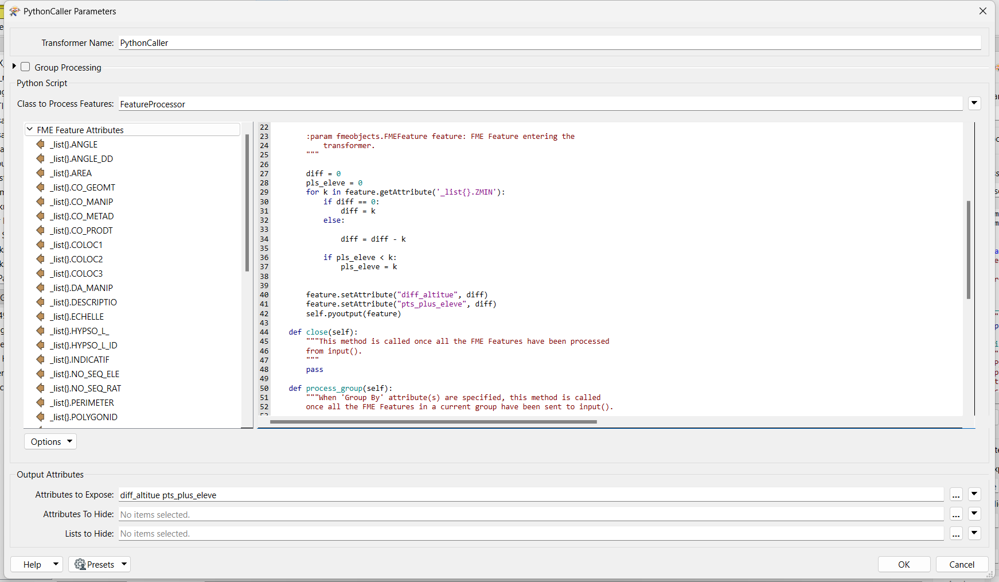 PythonCaller Parameters
Transformer Name: PythonCaller
Group Processing
Python Script
Class to Process Features: FeatureProcessor
FME Feature Attributes
_list{}.ANGLE
_list{}.ANGLE_DD
_list{}.AREA
_list{}.CO_GEOMT
_list{}.CO_MANIP
_list{}.CO_METAD
_list{}.CO_PRODT
_list{}.COLOC1
_list{}.COLOC2
_list{}.COLOC3
_list{}.DA_MANIP
_list{}.DESCRIPTIO
_list{}.ECHELLE
_list{}.HYPSO_L_
_list{}.HYPSO_L_ID
_list{}.INDICATIF
_list{}.NO_SEQ_ELE
_list{}.NO_SEQ_RAT
_list{}.PERIMETER
_list{}.POLYGONID
22
23         :param fmeobjects.FMEFeature feature: FME Feature entering the
24             transformer.
25         """
26
27         diff = 0
28         pls_eleve = 0
29         for k in feature.getAttribute('_list{}.ZMIN'):
30             if diff == 0:
31                 diff = k
32             else:
33
34                 diff = diff - k
35
36             if pls_eleve < k:
37                 pls_eleve = k
38
39
40         feature.setAttribute("diff_altitue", diff)
41         feature.setAttribute("pts_plus_eleve", diff)
42         self.pyoutput(feature)
43
44     def close(self):
45         """This method is called once all the FME Features have been processed
46         from input().
47         """
48         pass
49
50     def process_group(self):
51         """When 'Group By' attribute(s) are specified, this method is called
52         once all the FME Features in a current group have been sent to input().
Options
Output Attributes
Attributes to Expose: diff_altitue pts_plus_eleve
...
Attributes To Hide: No items selected.
...
Lists to Hide: No items selected.
...
Help
Presets
OK
Cancel